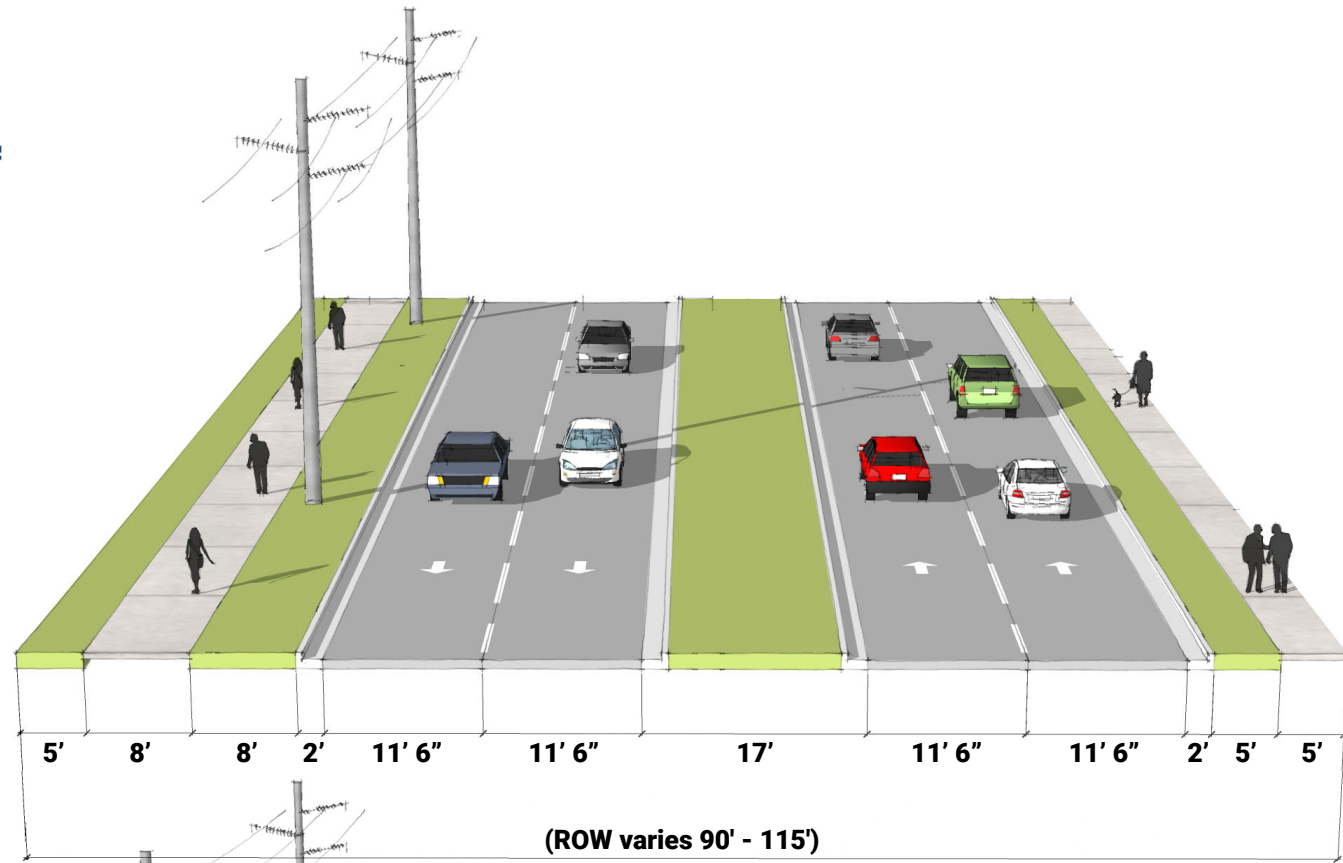 5’ 8’ 8’ 2’ 11’ 6” 11’ 6” 17’ 11’ 6” 11’ 6” 2’ 5’ 5’
(ROW varies 90' - 115')